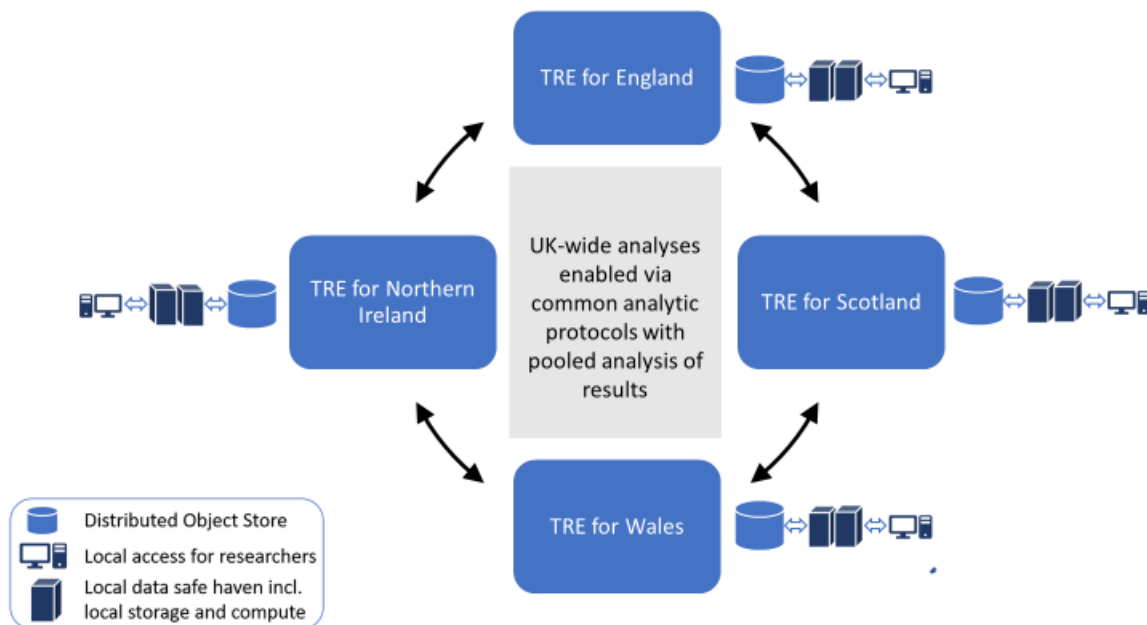 TRE for England
UK-wide analyses
enabled via
common analytic
protocols with
pooled analysis of
results
TRE for Northern
Ireland
TRE for Scotland
TRE for Wales
Distributed Object Store
Local access for researchers
Local data safe haven incl.
local storage and compute